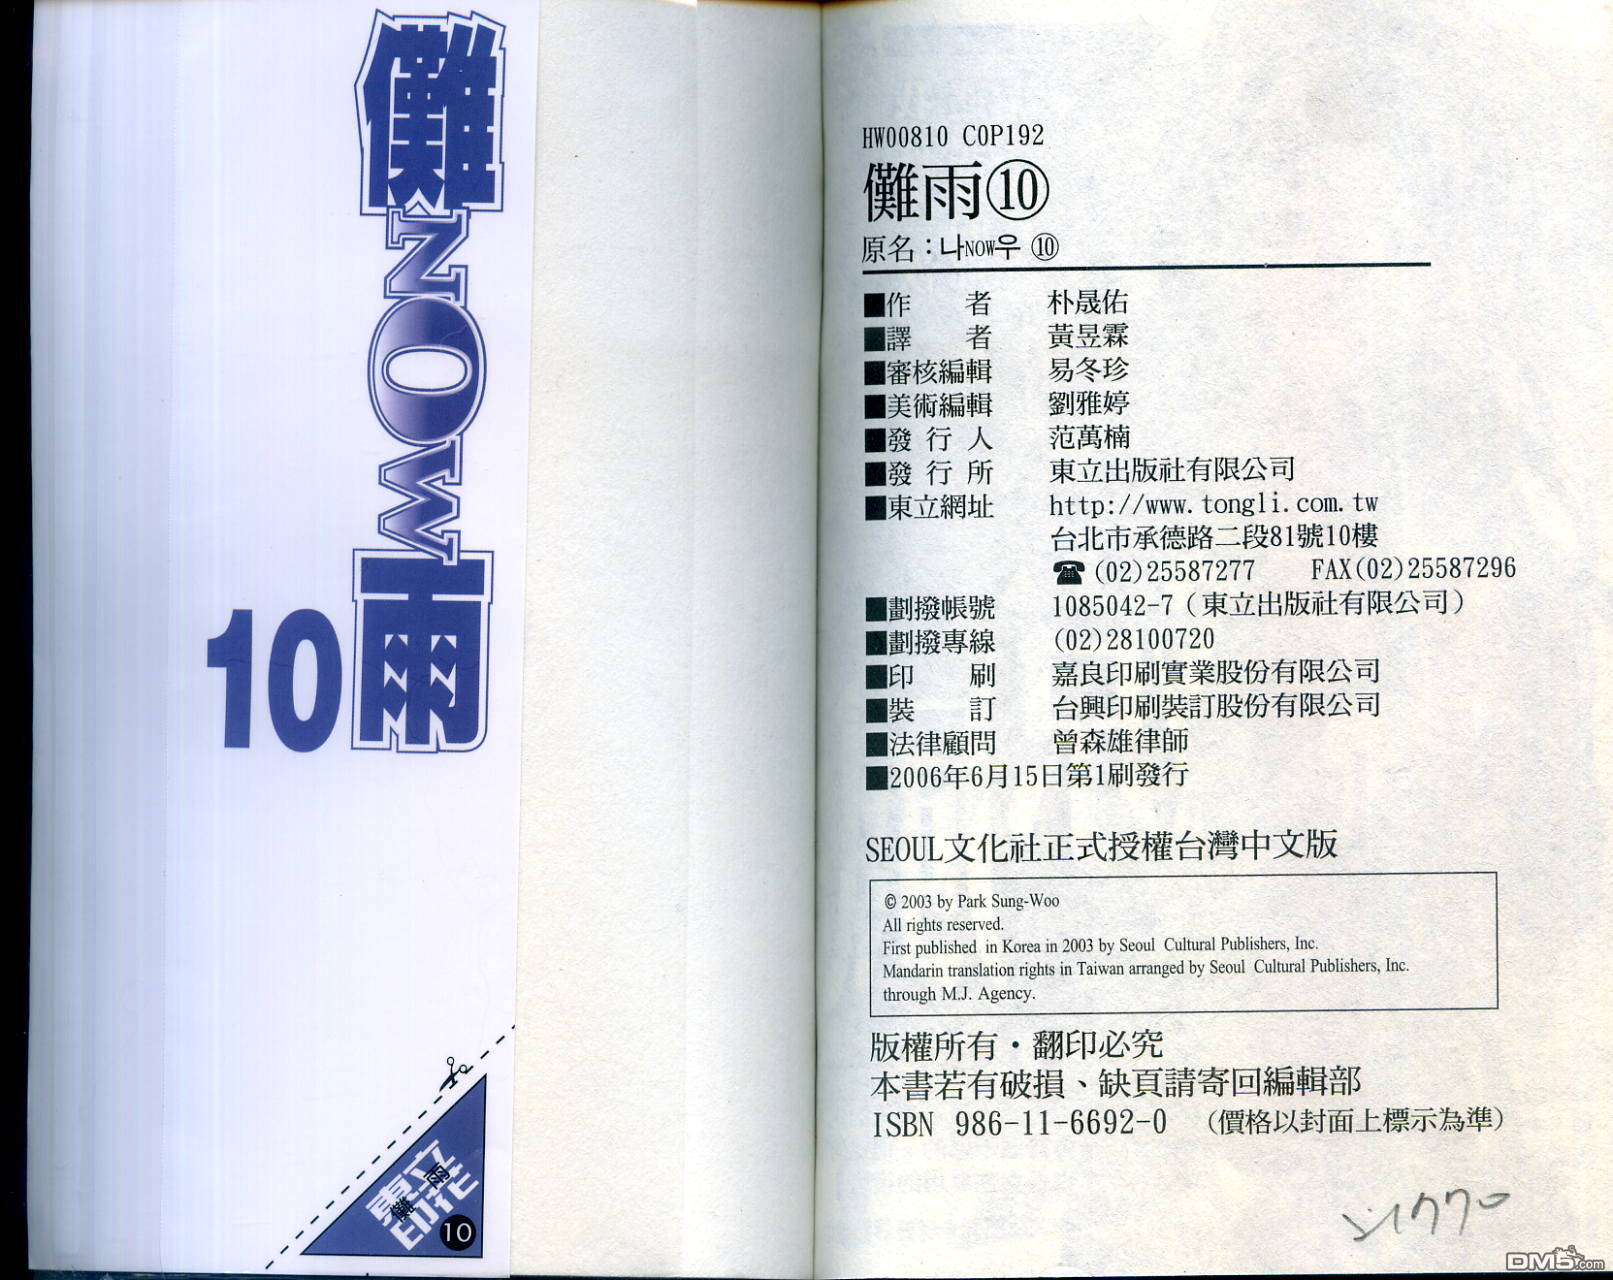 儺
NOW
雨
10
東立
印花
儺雨
10
HW00810 COP192
儺雨⑩
原名：나NOW우 ⑩
■作者 朴晟佑
■譯者 黃昱霖
■審核編輯 易冬珍
■美術編輯 劉雅婷
■發行人 范萬楠
■發行所 東立出版社有限公司
■東立網址 http://www.tongli.com.tw
台北市承德路二段81號10樓
☎(02)25587277 FAX(02)25587296
■劃撥帳號 1085042-7（東立出版社有限公司）
■劃撥專線 (02)28100720
■印刷 嘉良印刷實業股份有限公司
■裝訂 台興印刷裝訂股份有限公司
■法律顧問 曾森雄律師
■2006年6月15日第1刷發行
SEOUL文化社正式授權台灣中文版
© 2003 by Park Sung-Woo
All rights reserved.
First published in Korea in 2003 by Seoul Cultural Publishers, Inc.
Mandarin translation rights in Taiwan arranged by Seoul Cultural Publishers, Inc.
through M.J. Agency.
版權所有・翻印必究
本書若有破損、缺頁請寄回編輯部
ISBN 986-11-6692-0 （價格以封面上標示為準）
DM5.com